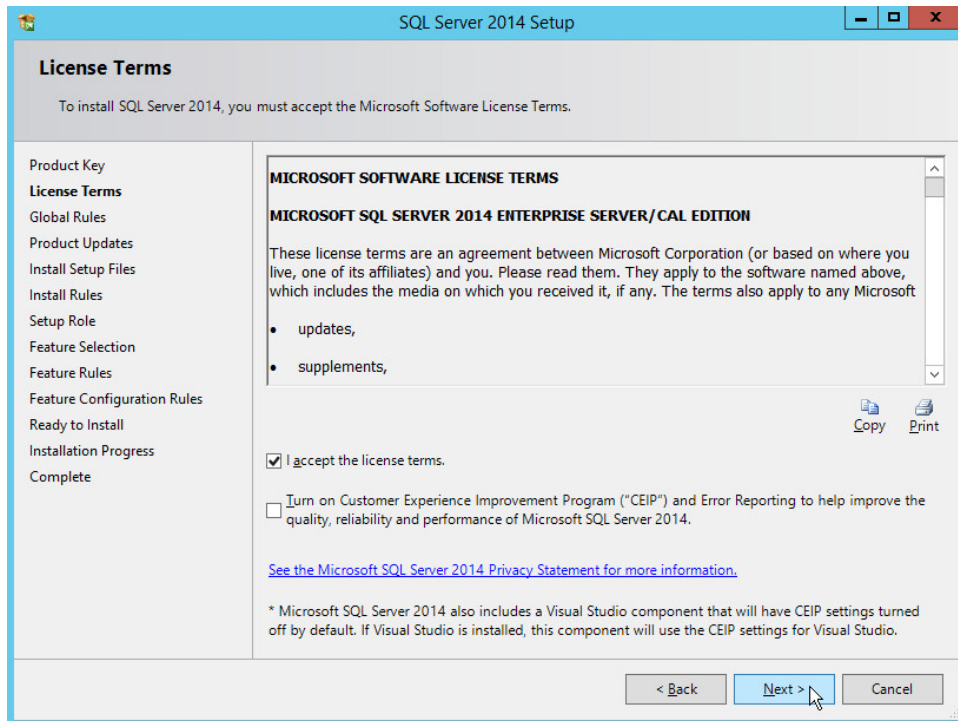 SQL Server 2014 Setup
License Terms
To install SQL Server 2014, you must accept the Microsoft Software License Terms.
Product Key
License Terms
Global Rules
Product Updates
Install Setup Files
Install Rules
Setup Role
Feature Selection
Feature Rules
Feature Configuration Rules
Ready to Install
Installation Progress
Complete
MICROSOFT SOFTWARE LICENSE TERMS
MICROSOFT SQL SERVER 2014 ENTERPRISE SERVER/CAL EDITION
These license terms are an agreement between Microsoft Corporation (or based on where you
live, one of its affiliates) and you. Please read them. They apply to the software named above,
which includes the media on which you received it, if any. The terms also apply to any Microsoft
• updates,
• supplements,
Copy Print
I accept the license terms.
Turn on Customer Experience Improvement Program ("CEIP") and Error Reporting to help improve the
quality, reliability and performance of Microsoft SQL Server 2014.
See the Microsoft SQL Server 2014 Privacy Statement for more information.
* Microsoft SQL Server 2014 also includes a Visual Studio component that will have CEIP settings turned
off by default. If Visual Studio is installed, this component will use the CEIP settings for Visual Studio.
< Back Next > Cancel